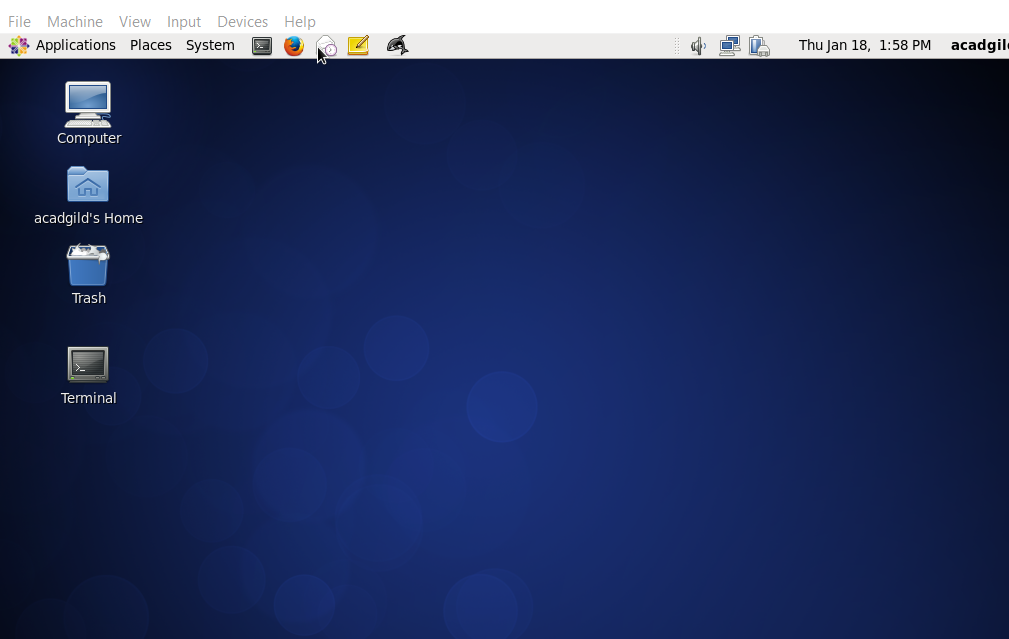 File Machine View Input Devices Help
Applications Places System Thu Jan 18, 1:58 PM acadgil
Computer
acadgild's Home
Trash
Terminal